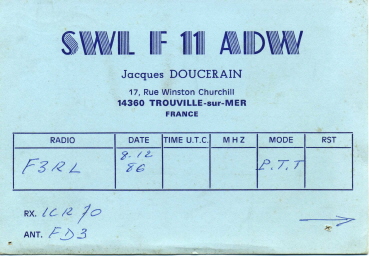 SWL F 11 ADW
Jacques DOUCERAIN
17, Rue Winston Churchill
14360 TROUVILLE-sur-MER
FRANCE
RADIO DATE TIME U.T.C. MHZ MODE RST
F3RL 8.12 86 P.T.T
RX. ICR 70
ANT. FD3